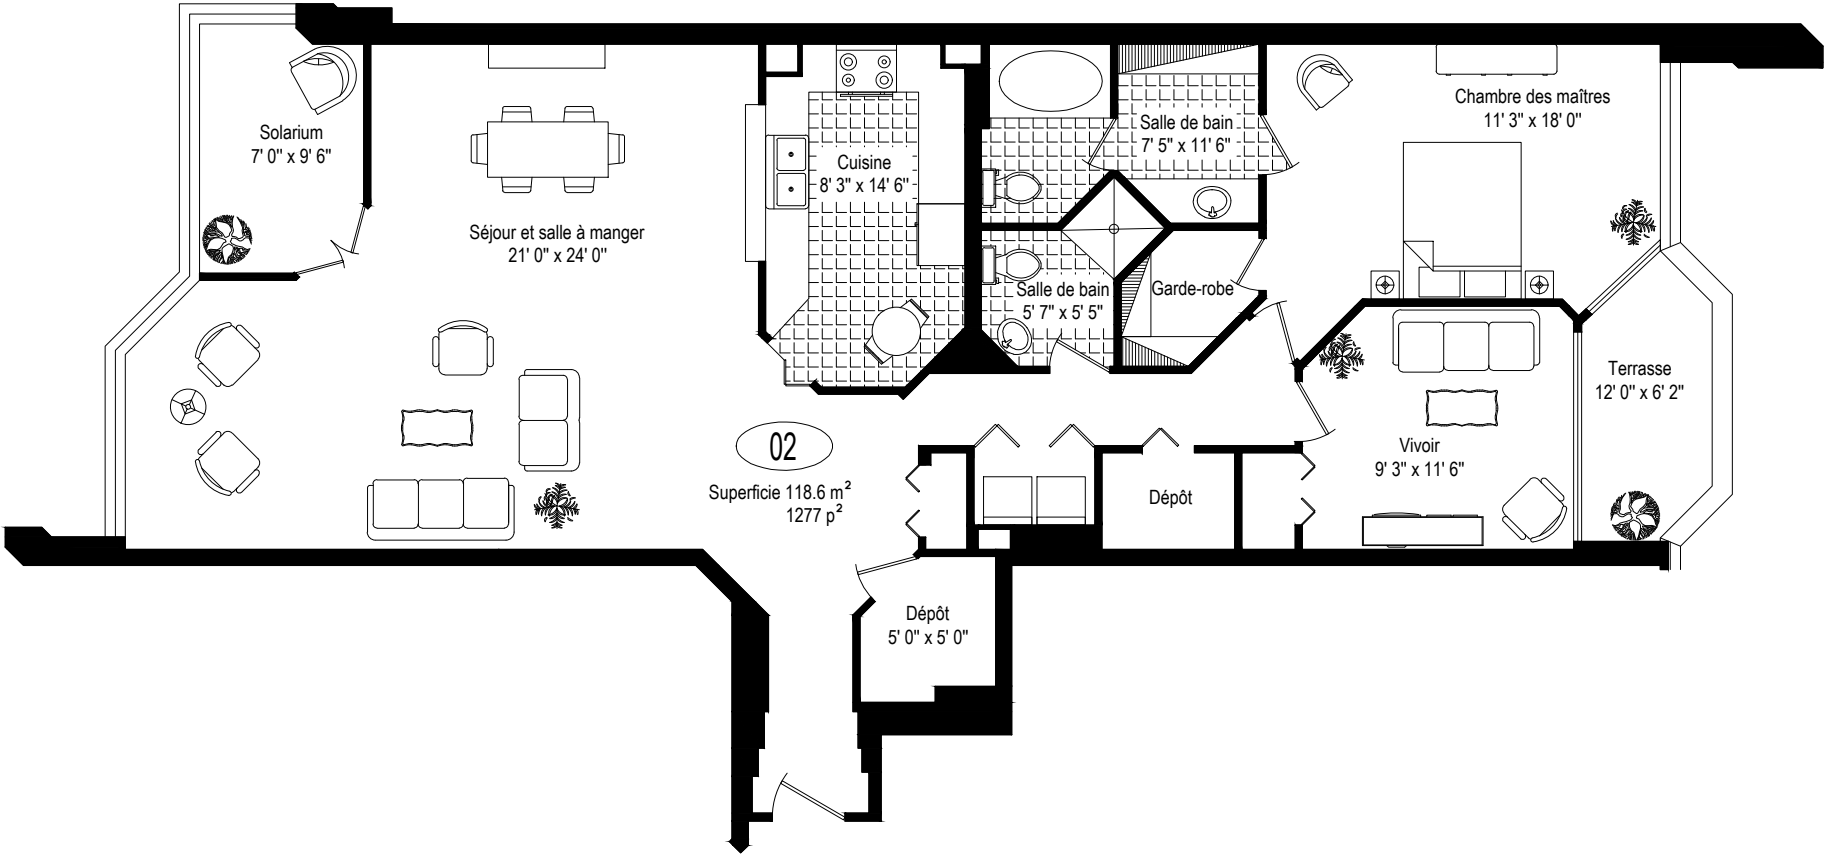 Solarium
7' 0" x 9' 6"
Séjour et salle à manger
21' 0" x 24' 0"
Cuisine
8' 3" x 14' 6"
Salle de bain
7' 5" x 11' 6"
Chambre des maîtres
11' 3" x 18' 0"
Salle de bain
5' 7" x 5' 5"
Garde-robe
Terrasse
12' 0" x 6' 2"
Vivoir
9' 3" x 11' 6"
02
Superficie 118.6 m²
1277 p²
Dépôt
Dépôt
5' 0" x 5' 0"